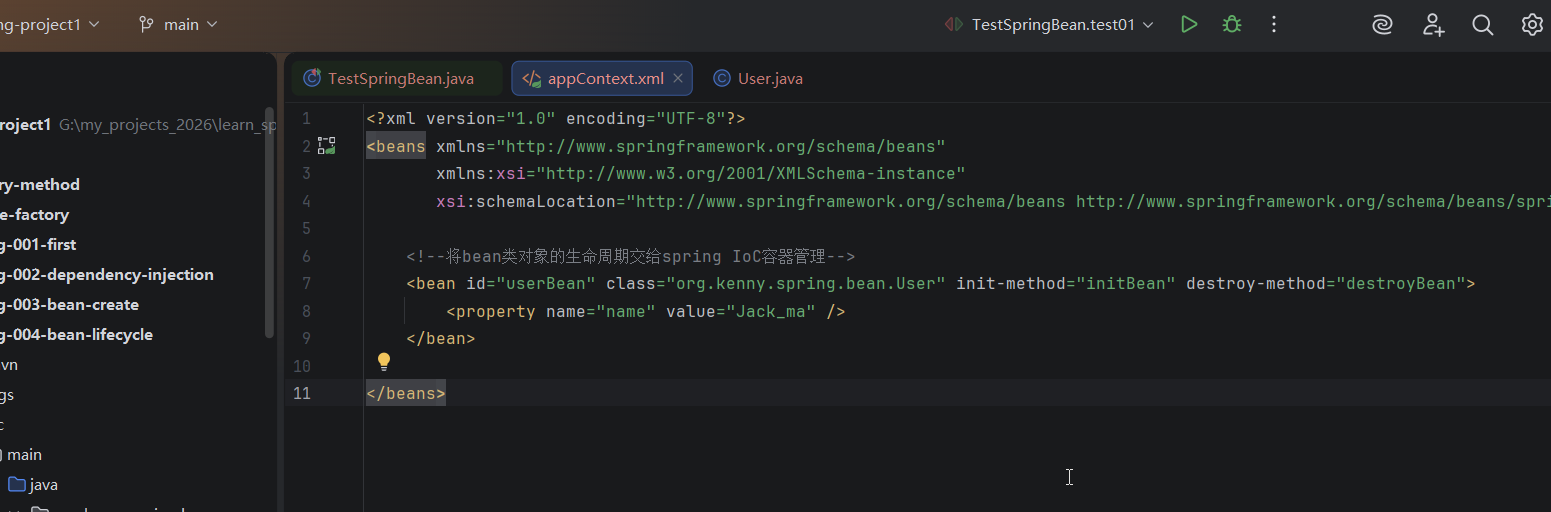 ng-project1 main TestSpringBean.test01
TestSpringBean.java appContext.xml User.java
roject1 G:\my_projects_2026\learn_sp
ry-method
e-factory
g-001-first
g-002-dependency-injection
g-003-bean-create
g-004-bean-lifecycle
vn
gs
c
main
java
1 <?xml version="1.0" encoding="UTF-8"?>
2 <beans xmlns="http://www.springframework.org/schema/beans"
3 xmlns:xsi="http://www.w3.org/2001/XMLSchema-instance"
4 xsi:schemaLocation="http://www.springframework.org/schema/beans http://www.springframework.org/schema/beans/spri
5
6 <!--将bean类对象的生命周期交给spring IoC容器管理-->
7 <bean id="userBean" class="org.kenny.spring.bean.User" init-method="initBean" destroy-method="destroyBean">
8 <property name="name" value="Jack_ma" />
9 </bean>
10
11 </beans>